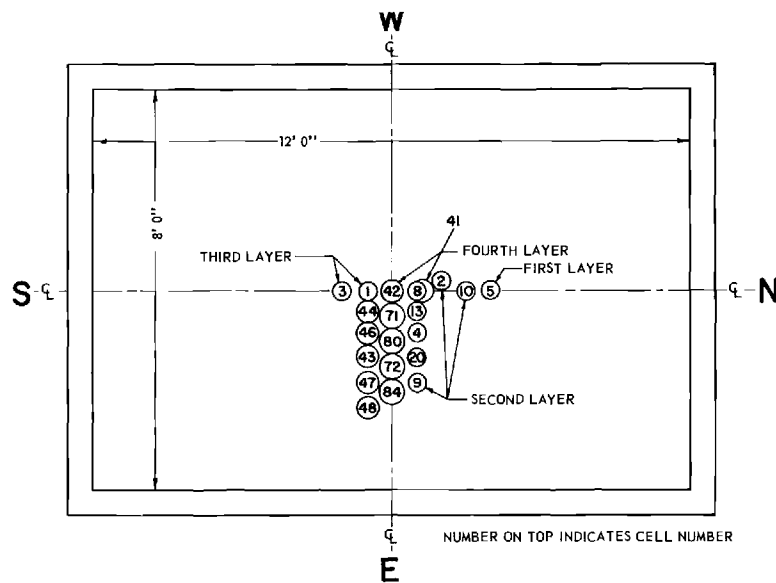 W
℄
12' 0"
8' 0"
41
THIRD LAYER
FOURTH LAYER
FIRST LAYER
S ℄
3 1 42 8 2 10 5
℄ N
44 71 13
46 80 4
43 72 20
47 84 9
48
SECOND LAYER
℄
E
NUMBER ON TOP INDICATES CELL NUMBER